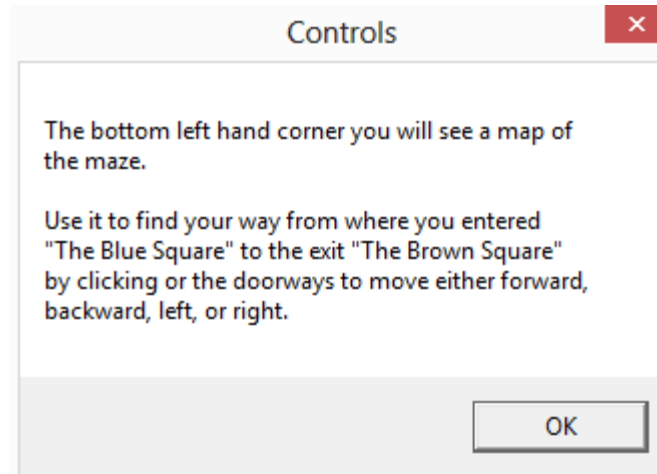 Controls
The bottom left hand corner you will see a map of
the maze.
Use it to find your way from where you entered
"The Blue Square" to the exit "The Brown Square"
by clicking or the doorways to move either forward,
backward, left, or right.
OK